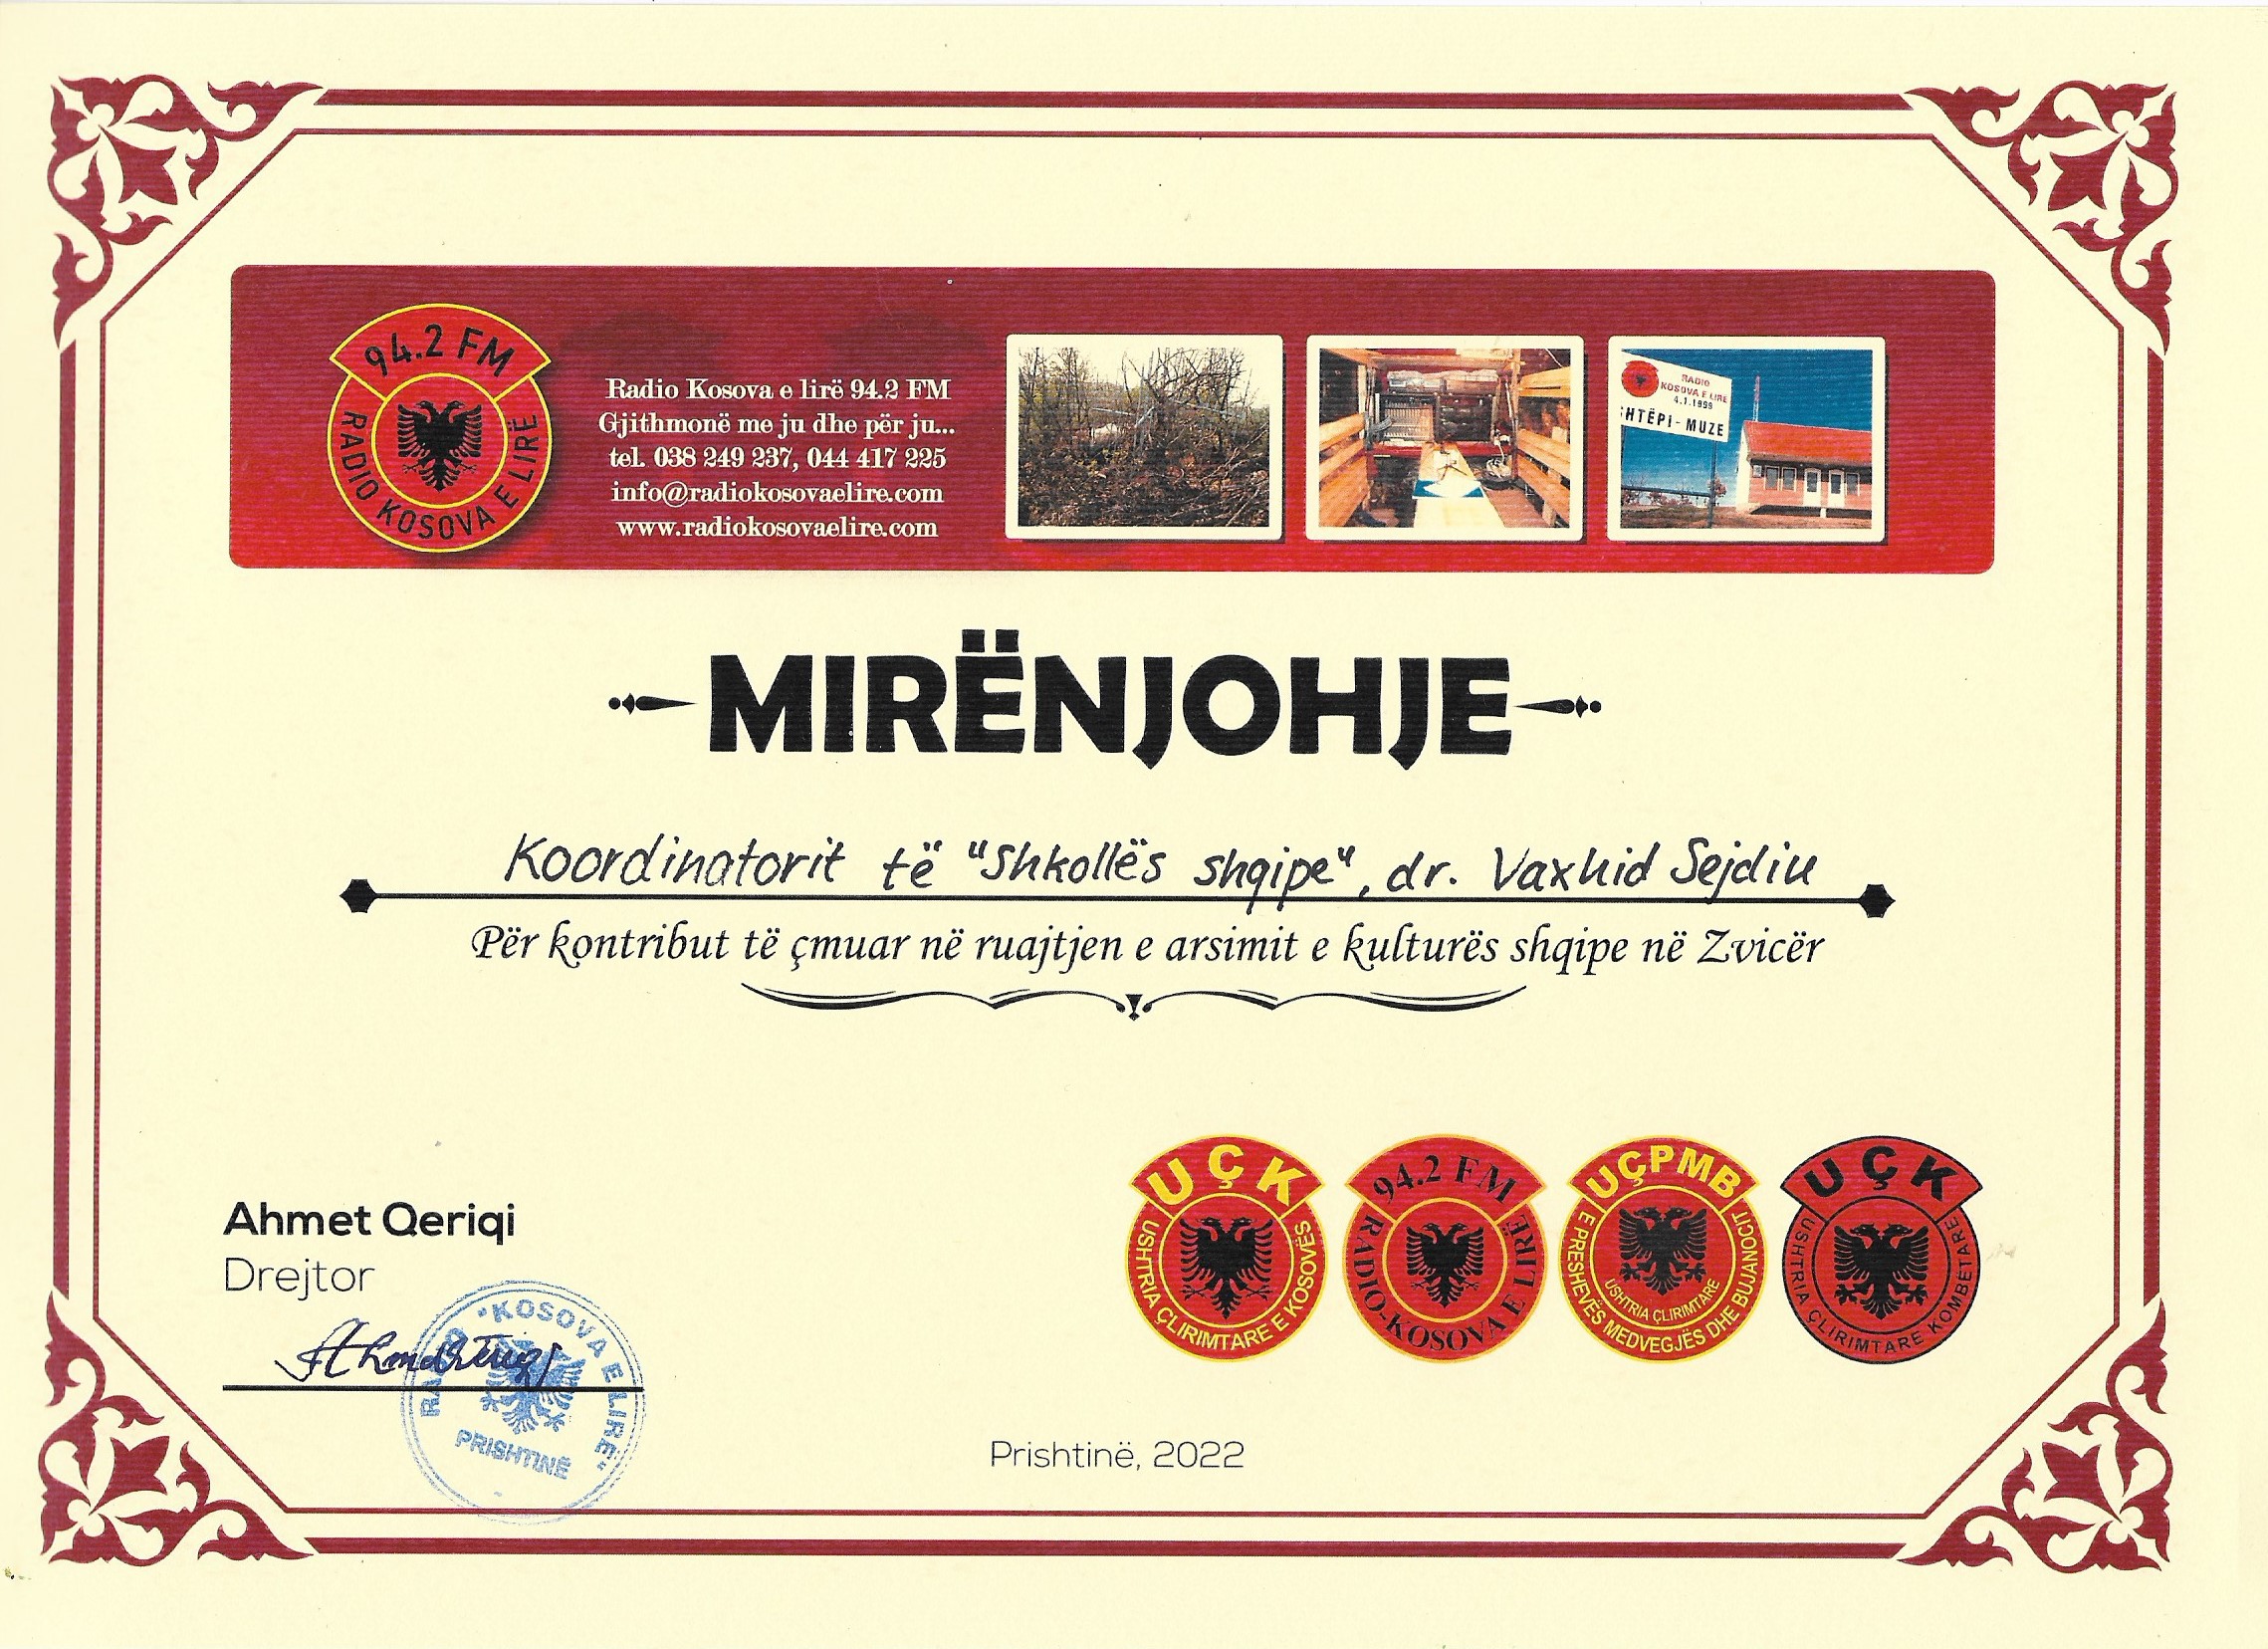 94.2 FM
RADIO KOSOVA E LIRË
Radio Kosova e lirë 94.2 FM
Gjithmonë me ju dhe për ju...
tel. 038 249 237, 044 417 225
info@radiokosovaelire.com
www.radiokosovaelire.com
RADIO
KOSOVA E LIRE
4.1.1999
SHTËPI - MUZE
MIRËNJOHJE
Koordinatorit të "Shkollës shqipe", dr. Vaxhid Sejdiu
Për kontribut të çmuar në ruajtjen e arsimit e kulturës shqipe në Zvicër
UÇK
USHTRIA ÇLIRIMTARE E KOSOVËS
94.2 FM
RADIO-KOSOVA E LIRË
UÇPMB
E PRESHEVËS MEDVEGJËS DHE BUJANOCIT
USHTRIA ÇLIRIMTARE
UÇK
USHTRIA ÇLIRIMTARE KOMBËTARE
Ahmet Qeriqi
Drejtor
RADIO "KOSOVA E LIRË"
PRISHTINË
Prishtinë, 2022